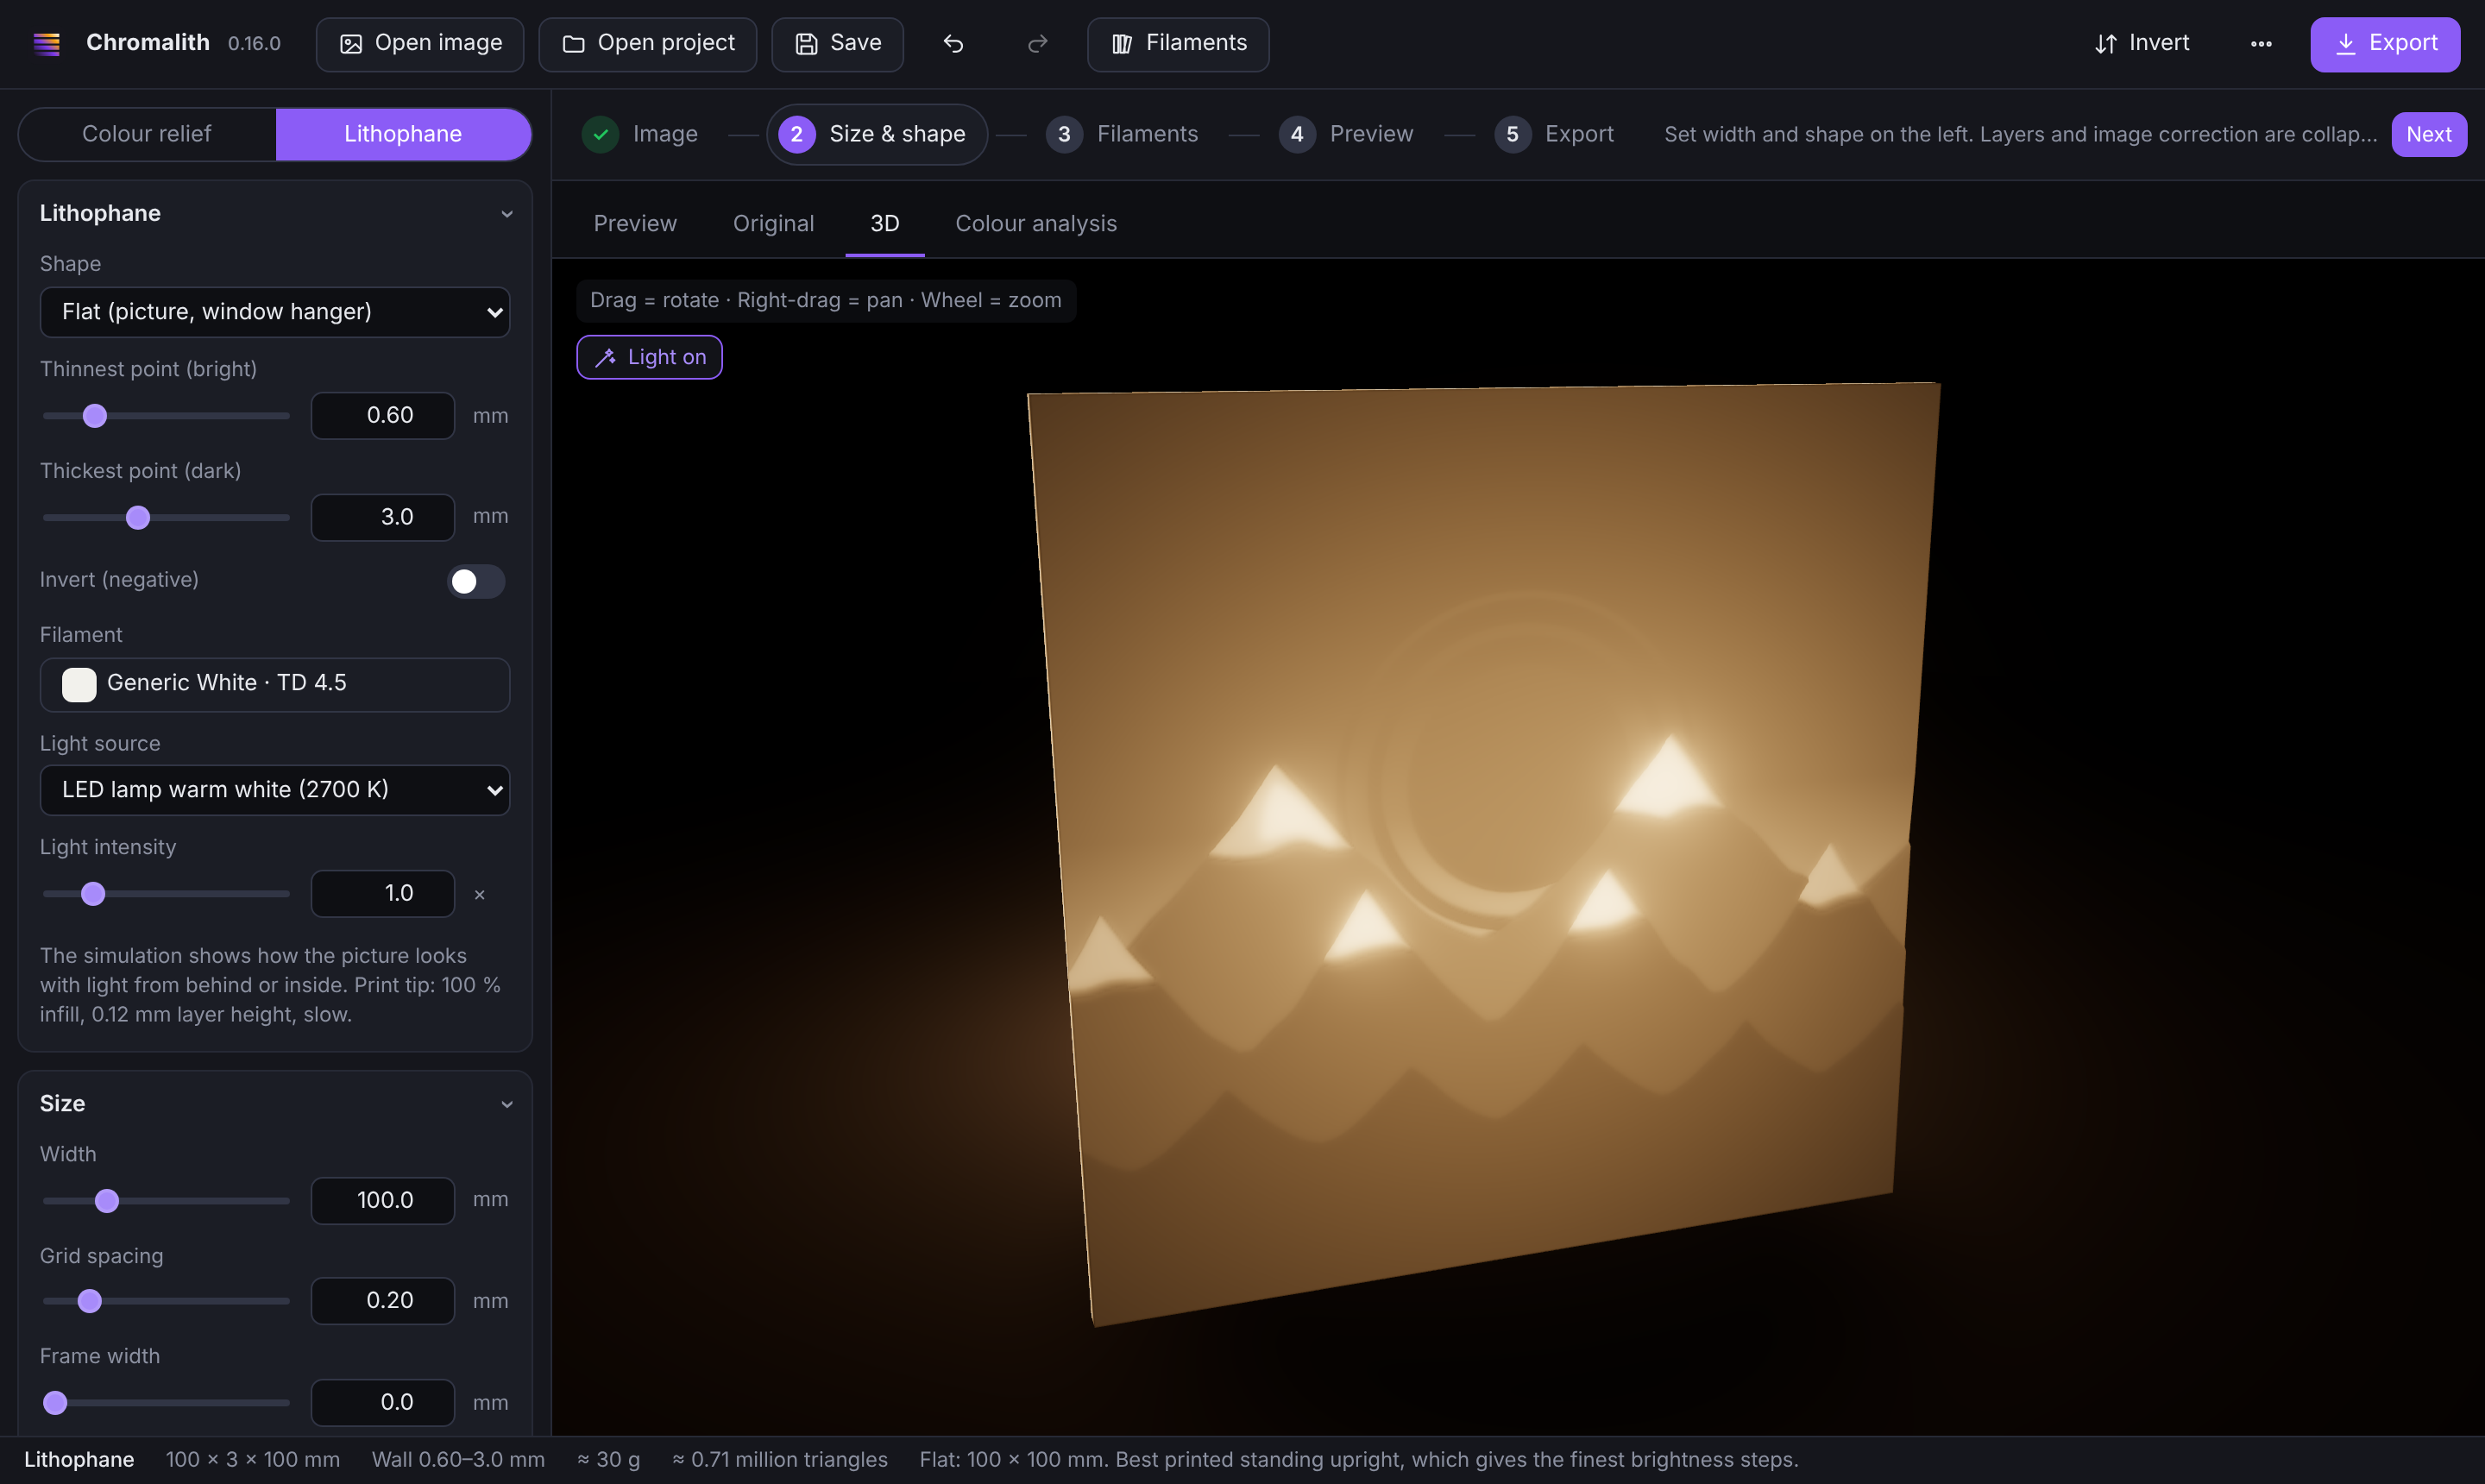 Chromalith 0.16.0 Open image Open project Save Filaments Invert Export
Colour relief Lithophane
Image 2 Size & shape 3 Filaments 4 Preview 5 Export Set width and shape on the left. Layers and image correction are collap... Next
Preview Original 3D Colour analysis
Drag = rotate · Right-drag = pan · Wheel = zoom
Light on
Lithophane
Shape
Flat (picture, window hanger)
Thinnest point (bright)
0.60 mm
Thickest point (dark)
3.0 mm
Invert (negative)
Filament
Generic White · TD 4.5
Light source
LED lamp warm white (2700 K)
Light intensity
1.0 ×
The simulation shows how the picture looks
with light from behind or inside. Print tip: 100 %
infill, 0.12 mm layer height, slow.
Size
Width
100.0 mm
Grid spacing
0.20 mm
Frame width
0.0 mm
Lithophane 100 × 3 × 100 mm Wall 0.60–3.0 mm ≈ 30 g ≈ 0.71 million triangles Flat: 100 × 100 mm. Best printed standing upright, which gives the finest brightness steps.